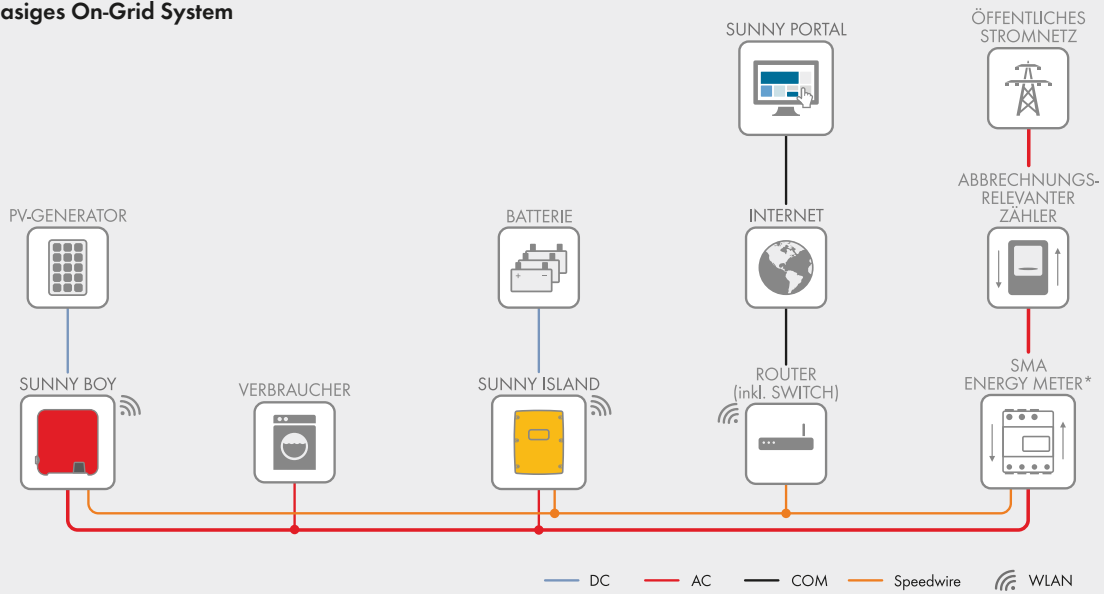 asiges On-Grid System
SUNNY PORTAL
ÖFFENTLICHES
STROMNETZ
PV-GENERATOR
BATTERIE
INTERNET
ABBRECHNUNGS-
RELEVANTER
ZÄHLER
SUNNY BOY
VERBRAUCHER
SUNNY ISLAND
ROUTER
(inkl. SWITCH)
SMA
ENERGY METER*
DC
AC
COM
Speedwire
WLAN